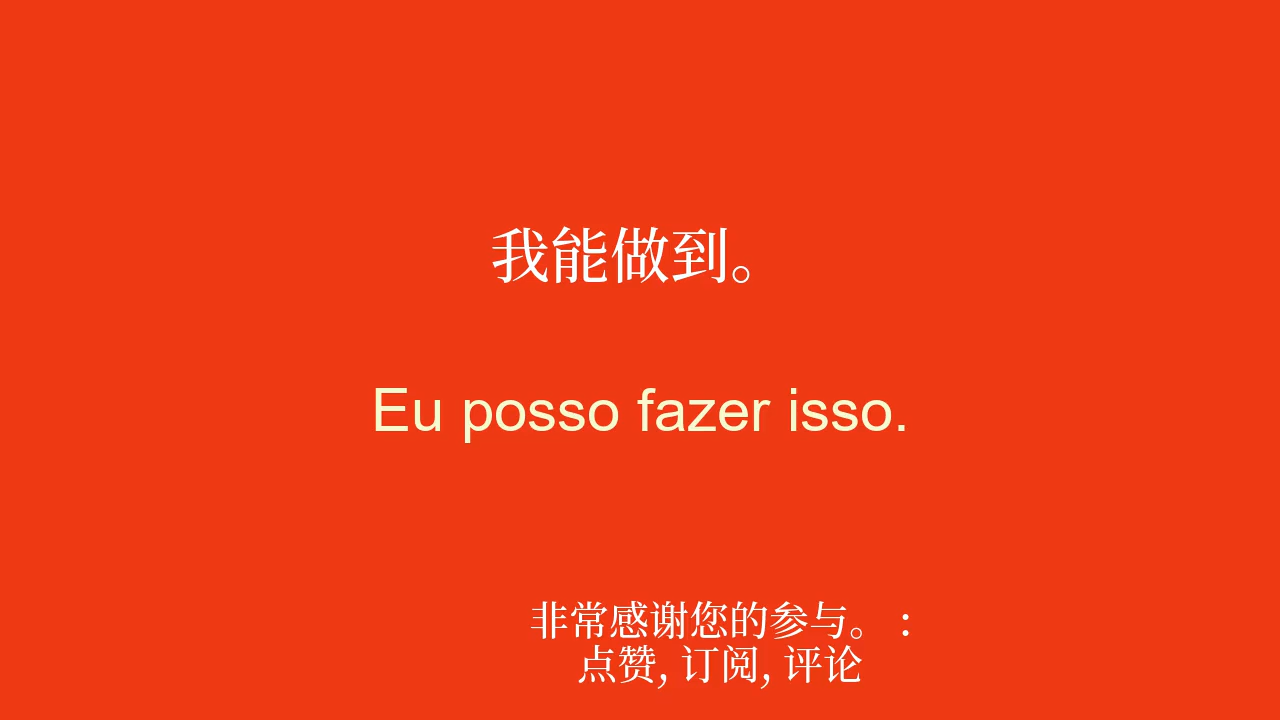 我能做到。
Eu posso fazer isso.
非常感谢您的参与。 :
点赞, 订阅, 评论